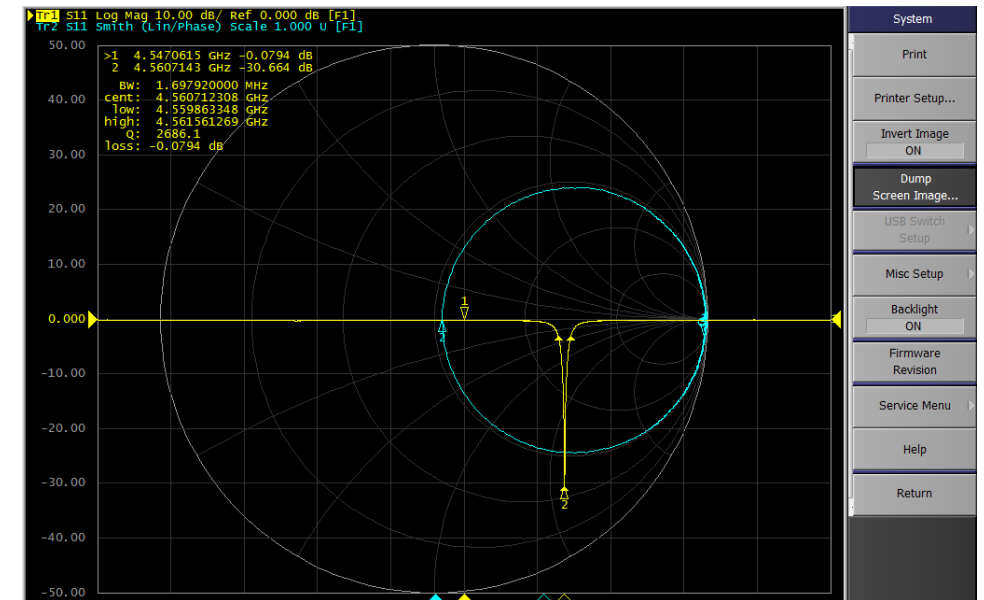 Tr1 S11 Log Mag 10.00 dB/ Ref 0.000 dB [F1]
Tr2 S11 Smith (Lin/Phase) Scale 1.000 U [F1]
50.00
>1 4.5470615 GHz -0.0794 dB
2 4.5607143 GHz -30.664 dB
BW: 1.697920000 MHz
cent: 4.560712308 GHz
low: 4.559863348 GHz
high: 4.561561269 GHz
Q: 2686.1
loss: -0.0794 dB
40.00
30.00
20.00
10.00
0.000
-10.00
-20.00
-30.00
-40.00
-50.00
1
2
2
System
Print
Printer Setup...
Invert Image
ON
Dump
Screen Image...
USB Switch
Setup
Misc Setup
Backlight
ON
Firmware
Revision
Service Menu
Help
Return